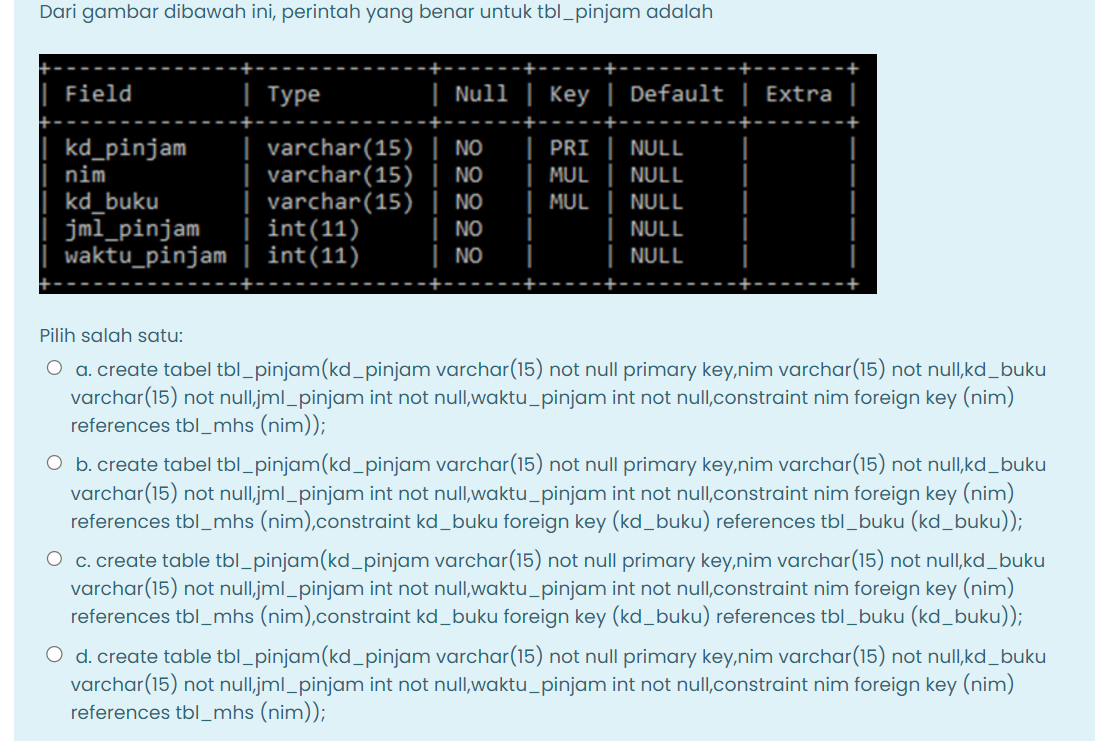 Dari gambar dibawah ini, perintah yang benar untuk tbl_pinjam adalah
+--------------+-------------+------+-----+---------+-------+
| Field | Type | Null | Key | Default | Extra |
+--------------+-------------+------+-----+---------+-------+
| kd_pinjam | varchar(15) | NO | PRI | NULL | |
| nim | varchar(15) | NO | MUL | NULL | |
| kd_buku | varchar(15) | NO | MUL | NULL | |
| jml_pinjam | int(11) | NO | | NULL | |
| waktu_pinjam | int(11) | NO | | NULL | |
+--------------+-------------+------+-----+---------+-------+
Pilih salah satu:
a. create tabel tbl_pinjam(kd_pinjam varchar(15) not null primary key,nim varchar(15) not null,kd_buku
varchar(15) not null,jml_pinjam int not null,waktu_pinjam int not null,constraint nim foreign key (nim)
references tbl_mhs (nim));
b. create tabel tbl_pinjam(kd_pinjam varchar(15) not null primary key,nim varchar(15) not null,kd_buku
varchar(15) not null,jml_pinjam int not null,waktu_pinjam int not null,constraint nim foreign key (nim)
references tbl_mhs (nim),constraint kd_buku foreign key (kd_buku) references tbl_buku (kd_buku));
c. create table tbl_pinjam(kd_pinjam varchar(15) not null primary key,nim varchar(15) not null,kd_buku
varchar(15) not null,jml_pinjam int not null,waktu_pinjam int not null,constraint nim foreign key (nim)
references tbl_mhs (nim),constraint kd_buku foreign key (kd_buku) references tbl_buku (kd_buku));
d. create table tbl_pinjam(kd_pinjam varchar(15) not null primary key,nim varchar(15) not null,kd_buku
varchar(15) not null,jml_pinjam int not null,waktu_pinjam int not null,constraint nim foreign key (nim)
references tbl_mhs (nim));